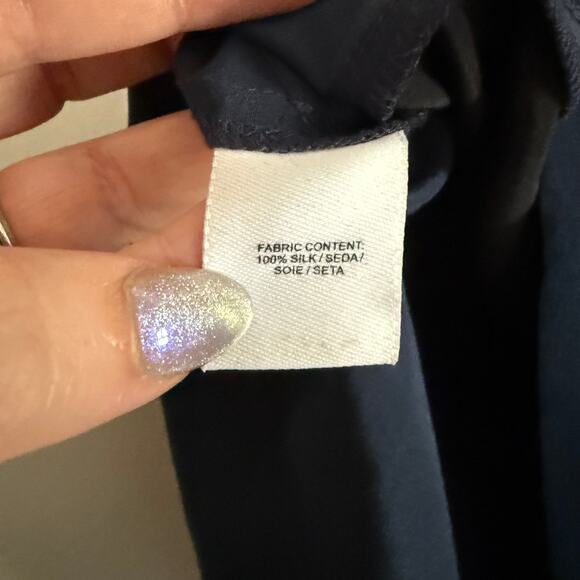 FABRIC CONTENT:
100% SILK / SEDA /
SOIE / SETA